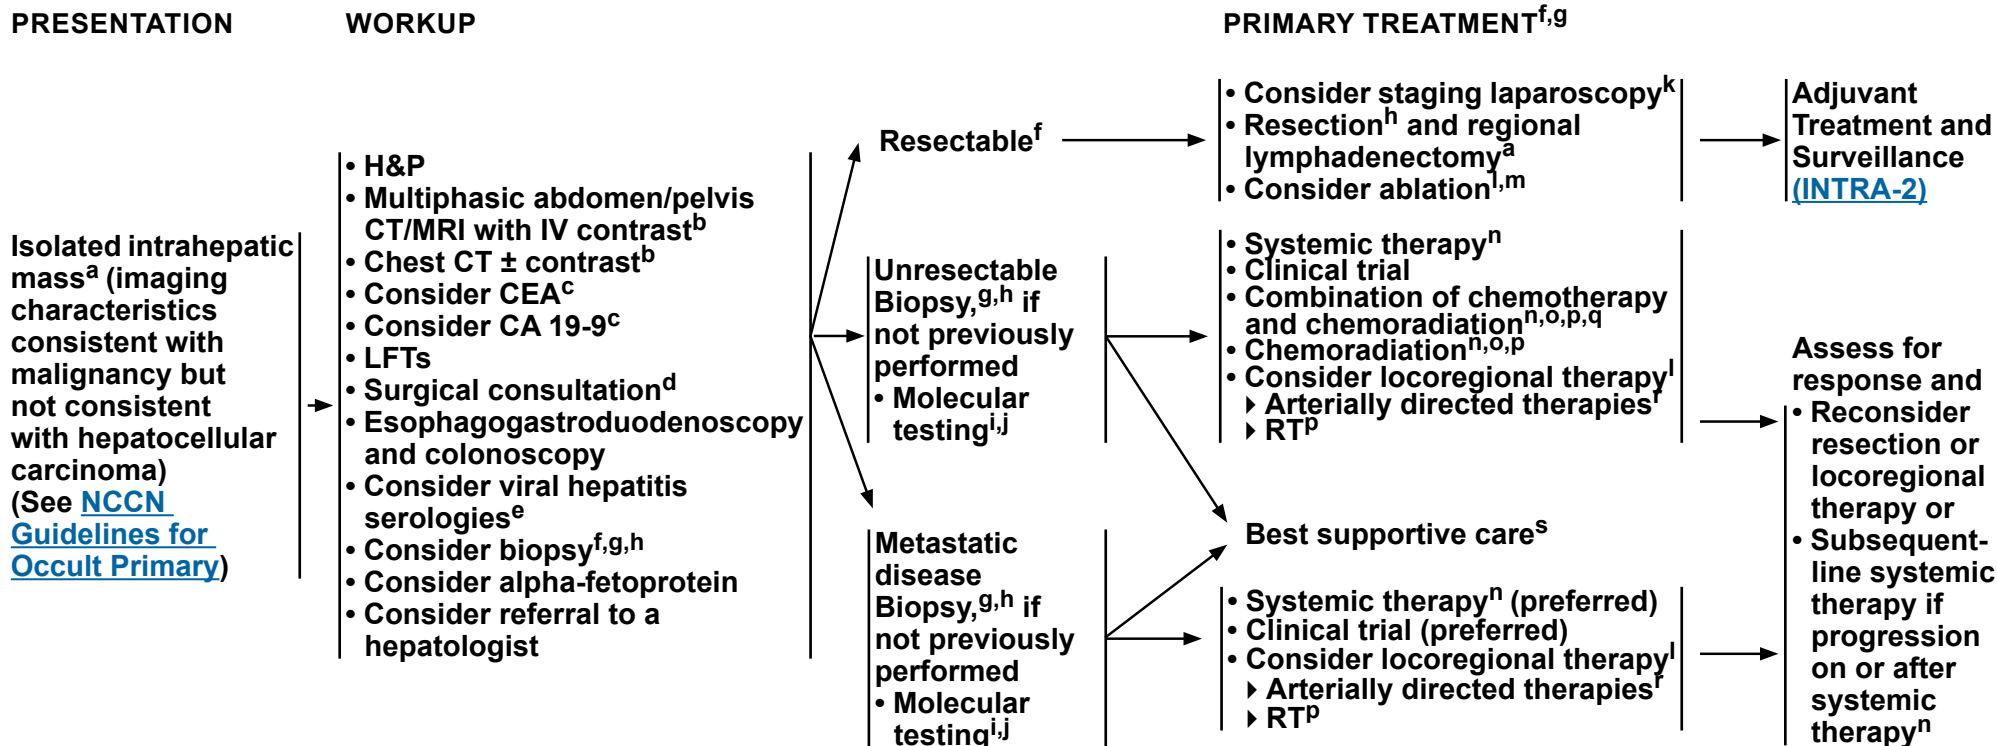 PRESENTATION
WORKUP
PRIMARY TREATMENTf,g
Isolated intrahepatic
massa (imaging
characteristics
consistent with
malignancy but
not consistent
with hepatocellular
carcinoma)
(See NCCN
Guidelines for
Occult Primary)
• H&P
• Multiphasic abdomen/pelvis
CT/MRI with IV contrastb
• Chest CT ± contrastb
• Consider CEAc
• Consider CA 19-9c
• LFTs
• Surgical consultationd
• Esophagogastroduodenoscopy
and colonoscopy
• Consider viral hepatitis
serologiese
• Consider biopsyf,g,h
• Consider alpha-fetoprotein
• Consider referral to a
hepatologist
Resectablef
• Consider staging laparoscopyk
• Resectionh and regional
lymphadenectomya
• Consider ablationl,m
Adjuvant
Treatment and
Surveillance
(INTRA-2)
Unresectable
Biopsy,g,h if
not previously
performed
• Molecular
testingi,j
• Systemic therapyn
• Clinical trial
• Combination of chemotherapy
and chemoradiationn,o,p,q
• Chemoradiationn,o,p
• Consider locoregional therapyl
▸ Arterially directed therapiesr
▸ RTp
Best supportive cares
Metastatic
disease
Biopsy,g,h if
not previously
performed
• Molecular
testingi,j
• Systemic therapyn (preferred)
• Clinical trial (preferred)
• Consider locoregional therapyl
▸ Arterially directed therapiesr
▸ RTp
Assess for
response and
• Reconsider
resection or
locoregional
therapy or
• Subsequent-
line systemic
therapy if
progression
on or after
systemic
therapyn